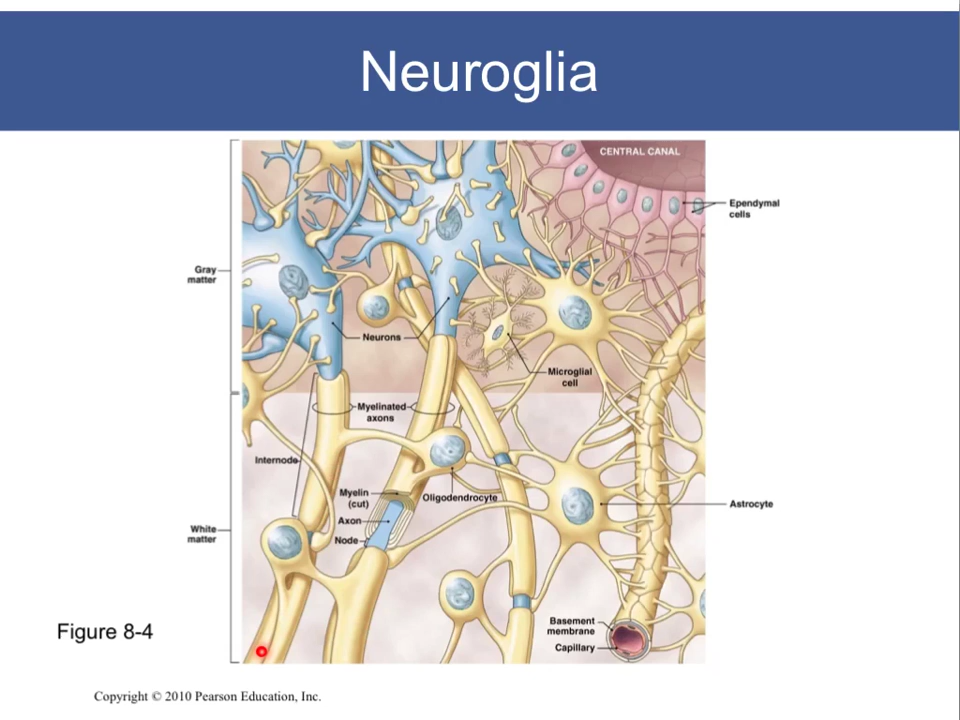 Neuroglia
CENTRAL CANAL
Ependymal
cells
Gray
matter
Neurons
Microglial
cell
Myelinated
axons
Internode
Myelin
(cut)
Oligodendrocyte
Axon
Node
Astrocyte
White
matter
Basement
membrane
Capillary
Figure 8-4
Copyright © 2010 Pearson Education, Inc.